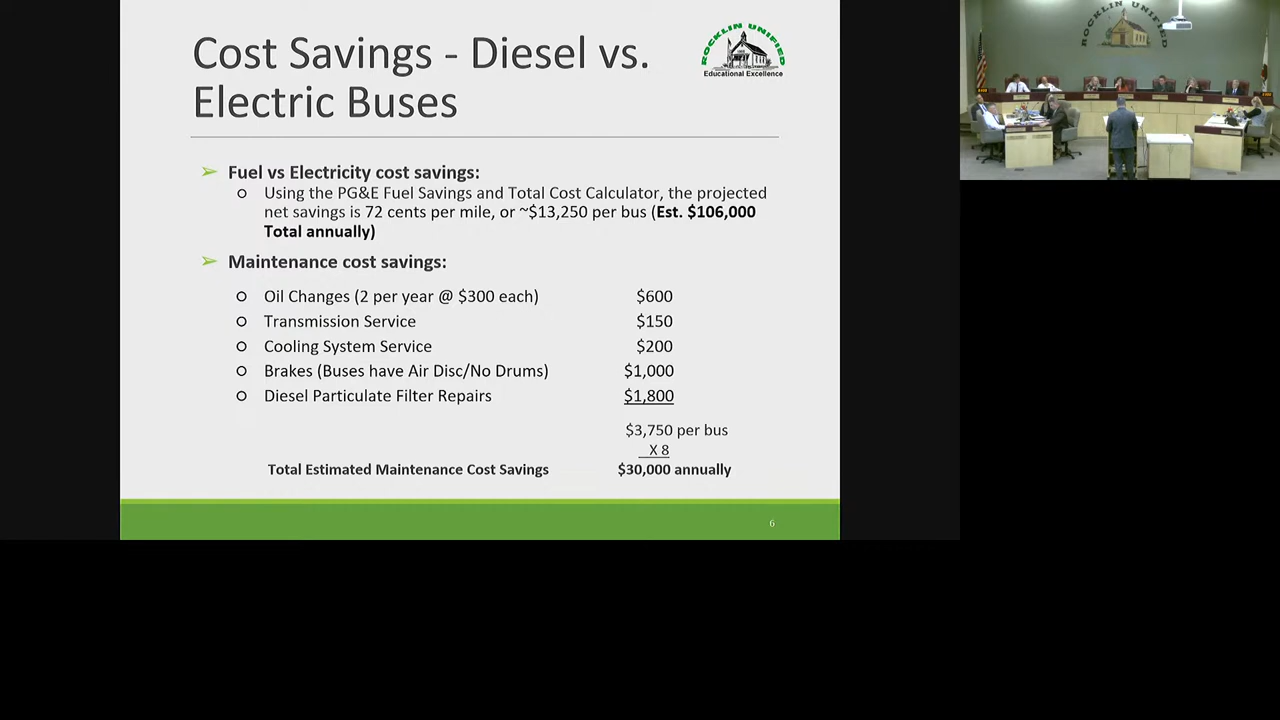 Cost Savings - Diesel vs.
Electric Buses
ROCKLIN UNIFIED
Educational Excellence
➢ Fuel vs Electricity cost savings:
o Using the PG&E Fuel Savings and Total Cost Calculator, the projected
net savings is 72 cents per mile, or ~$13,250 per bus (Est. $106,000
Total annually)
➢ Maintenance cost savings:
o Oil Changes (2 per year @ $300 each) $600
o Transmission Service $150
o Cooling System Service $200
o Brakes (Buses have Air Disc/No Drums) $1,000
o Diesel Particulate Filter Repairs $1,800
$3,750 per bus
X 8
Total Estimated Maintenance Cost Savings $30,000 annually
6
ROCKLIN UNIFIED